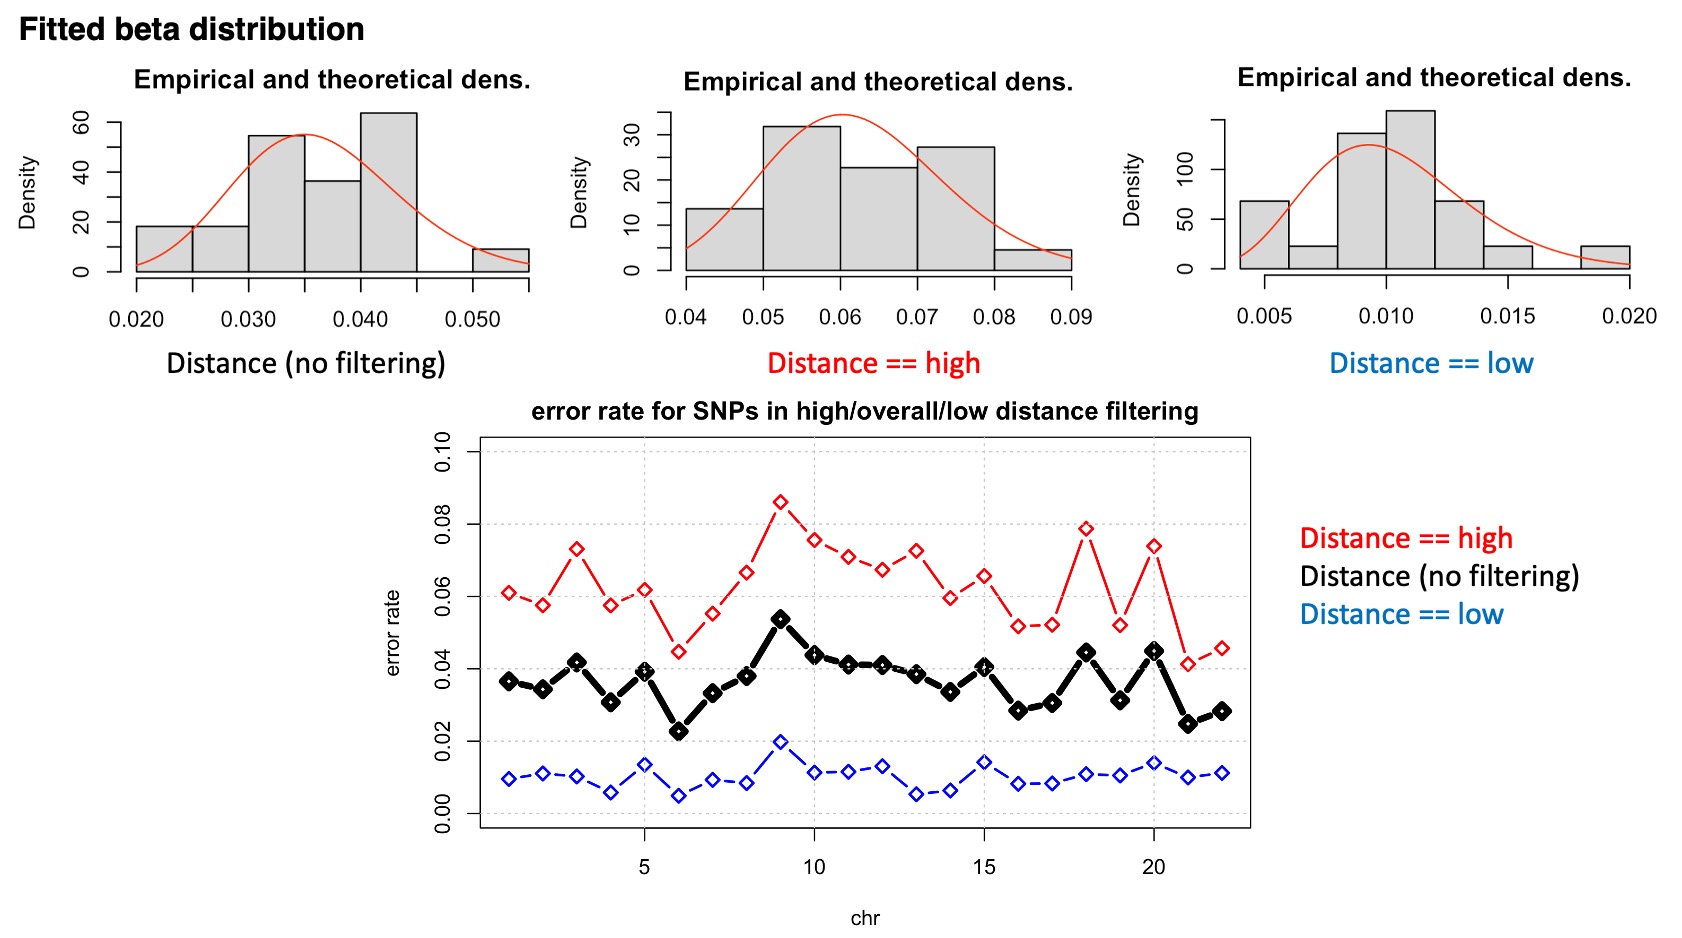 Fitted beta distribution
Empirical and theoretical dens.
Density
0
20
40
60
0.020
0.030
0.040
0.050
Distance (no filtering)
Empirical and theoretical dens.
Density
0
10
20
30
0.04
0.05
0.06
0.07
0.08
0.09
Distance == high
Empirical and theoretical dens.
Density
0
50
100
0.005
0.010
0.015
0.020
Distance == low
error rate for SNPs in high/overall/low distance filtering
error rate
0.00
0.02
0.04
0.06
0.08
0.10
5
10
15
20
chr
Distance == high
Distance (no filtering)
Distance == low